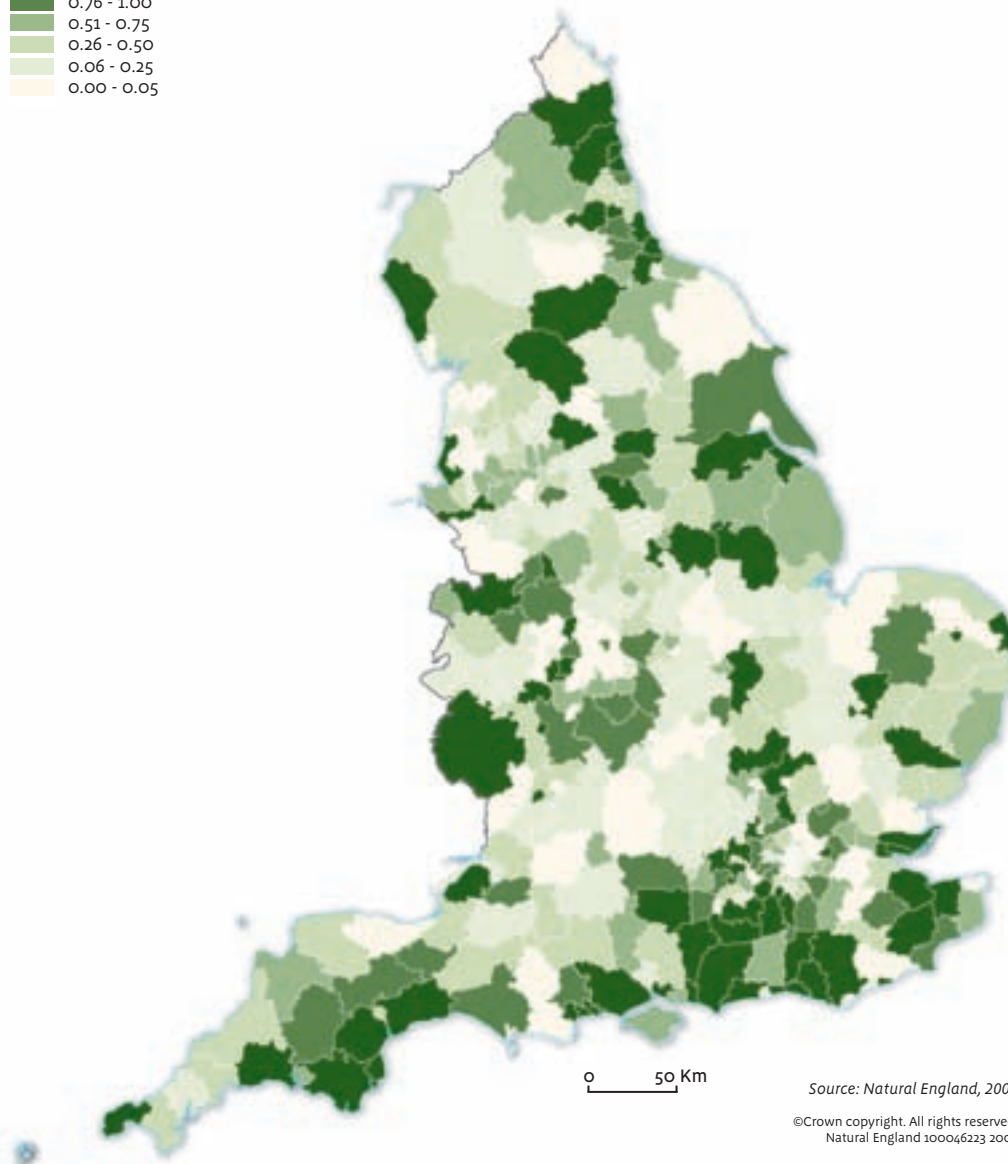 0.76 - 1.00
0.51 - 0.75
0.26 - 0.50
0.06 - 0.25
0.00 - 0.05
0 50 Km
Source: Natural England,
©Crown copyright. All rights
Natural England 100046223